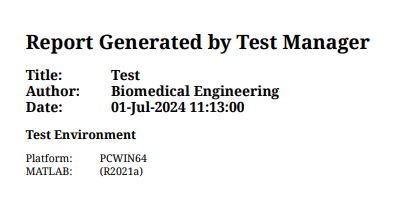 Report Generated by Test Manager
Title: Test
Author: Biomedical Engineering
Date: 01-Jul-2024 11:13:00
Test Environment
Platform: PCWIN64
MATLAB: (R2021a)